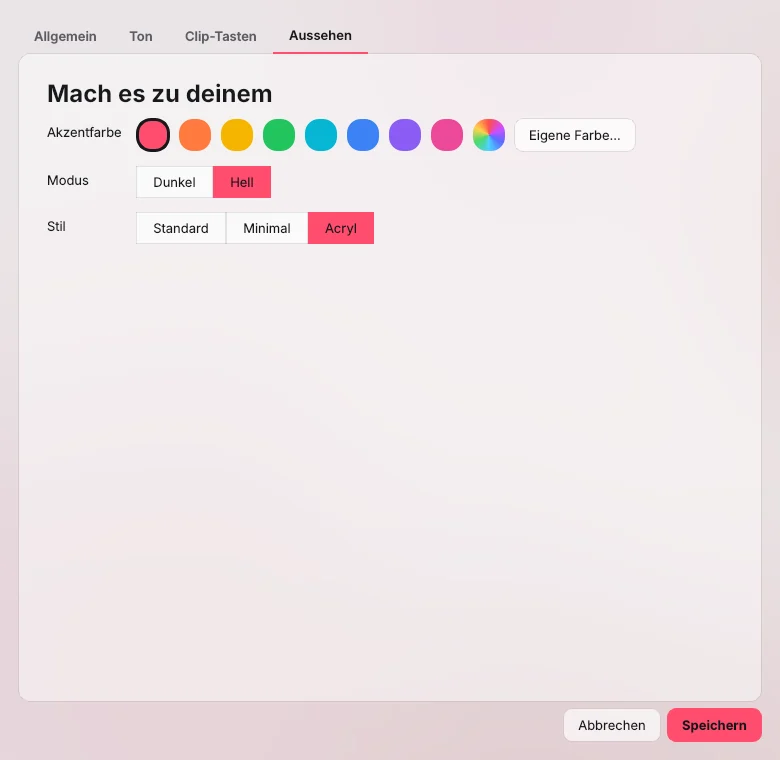 Allgemein Ton Clip-Tasten Aussehen
Mach es zu deinem
Akzentfarbe Eigene Farbe...
Modus Dunkel Hell
Stil Standard Minimal Acryl
Abbrechen Speichern